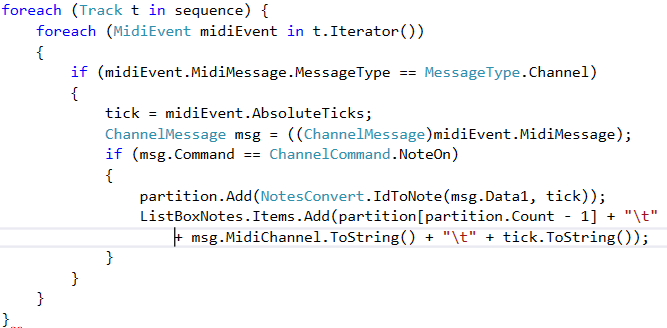 foreach (Track t in sequence) {
    foreach (MidiEvent midiEvent in t.Iterator())
    {
        if (midiEvent.MidiMessage.MessageType == MessageType.Channel)
        {
            tick = midiEvent.AbsoluteTicks;
            ChannelMessage msg = ((ChannelMessage)midiEvent.MidiMessage);
            if (msg.Command == ChannelCommand.NoteOn)
            {
                partition.Add(NotesConvert.IdToNote(msg.Data1, tick));
                ListBoxNotes.Items.Add(partition[partition.Count - 1] + "\t"
                    + msg.MidiChannel.ToString() + "\t" + tick.ToString());
            }
        }
    }
}